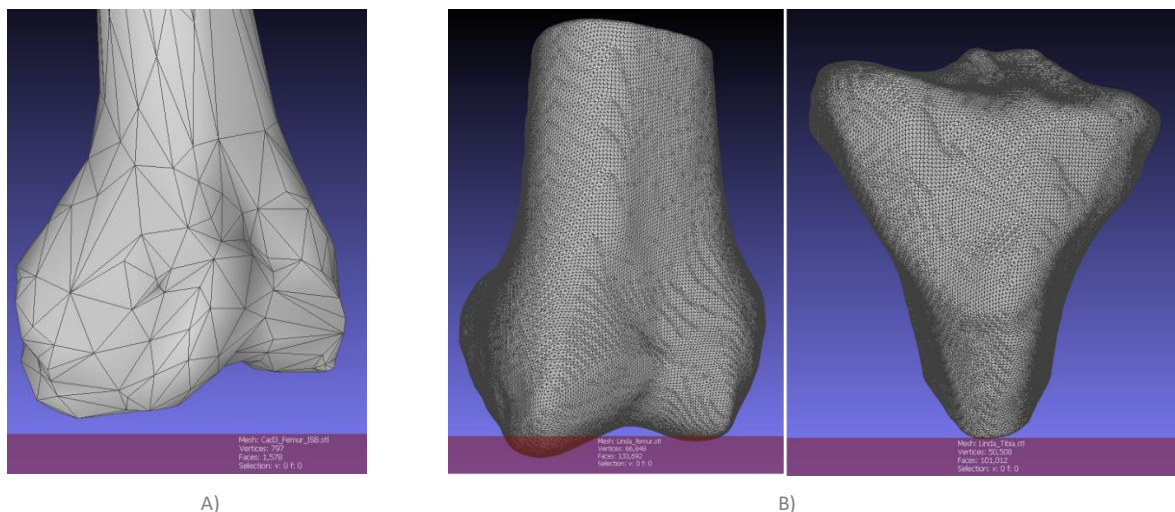 Mesh: Cad3_Femur_ISB.stl
Vertices: 797
Faces: 1,578
Selection: v: 0 f: 0
Mesh: Linda_femur.stl
Vertices: 66,848
Faces: 133,692
Selection: v: 0 f: 0
Mesh: Linda_Tibia.stl
Vertices: 50,508
Faces: 101,012
Selection: v: 0 f: 0
A)
B)